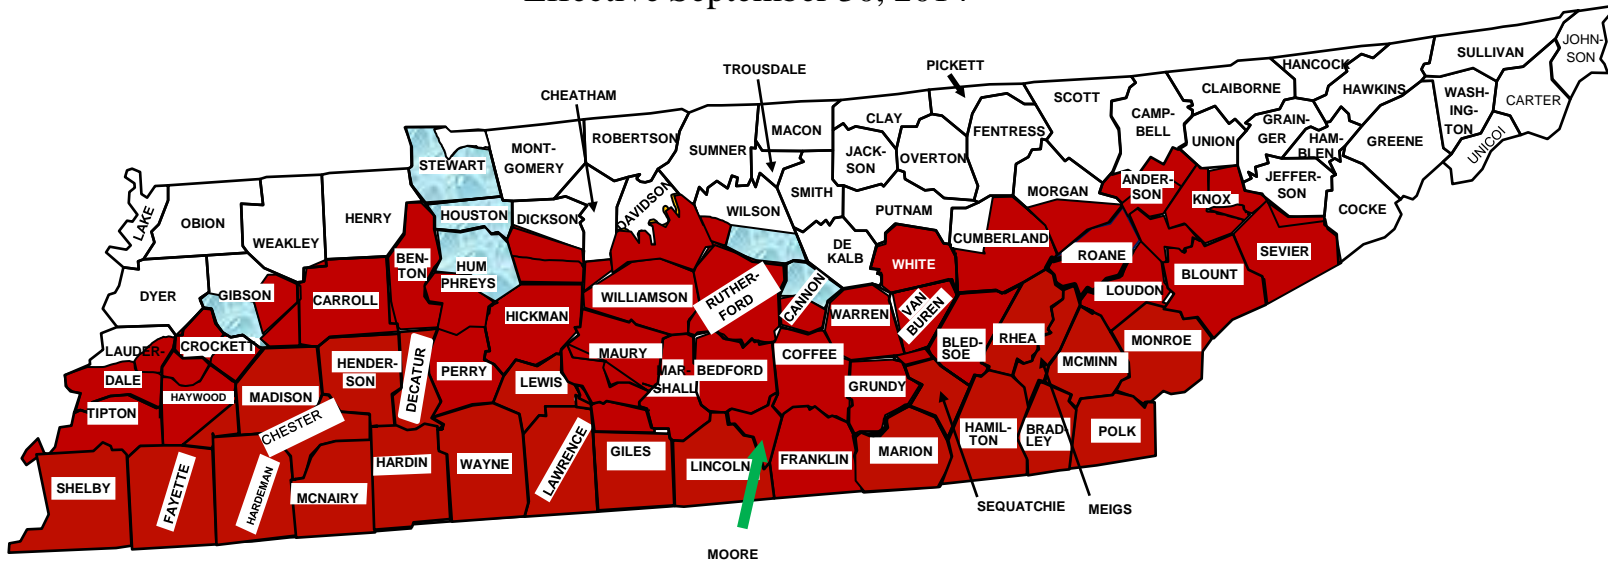 TROUSDALE
PICKETT
CHEATHAM
JOHN-
SON
SULLIVAN
HANCOCK
CLAIBORNE
HAWKINS
WASH-
ING-
TON
CARTER
UNICOI
GREENE
GRAIN-
GER
HAM-
BLEN
UNION
JEFFER-
SON
COCKE
SCOTT
CAMP-
BELL
CLAY
MACON
FENTRESS
JACK-
SON
OVERTON
ROBERTSON
SUMNER
MONT-
GOMERY
STEWART
SMITH
MORGAN
ANDER-
SON
KNOX
SEVIER
BLOUNT
LOUDON
ROANE
CUMBERLAND
PUTNAM
DE
KALB
WHITE
WILSON
DAVIDSON
DICKSON
HOUSTON
HENRY
WEAKLEY
OBION
LAKE
DYER
GIBSON
CARROLL
BEN-
TON
HUM
PHREYS
HICKMAN
WILLIAMSON
RUTHER-
FORD
CANNON
WARREN
VAN
BUREN
BLED-
SOE
RHEA
MCMINN
MONROE
LAUDER-
DALE
CROCKETT
HENDER-
SON
DECATUR
PERRY
LEWIS
MAURY
MAR-
SHALL
BEDFORD
COFFEE
GRUNDY
TIPTON
HAYWOOD
MADISON
CHESTER
SHELBY
FAYETTE
HARDEMAN
MCNAIRY
HARDIN
WAYNE
LAWRENCE
GILES
LINCOLN
FRANKLIN
MARION
HAMIL-
TON
BRAD-
LEY
POLK
SEQUATCHIE
MEIGS
MOORE